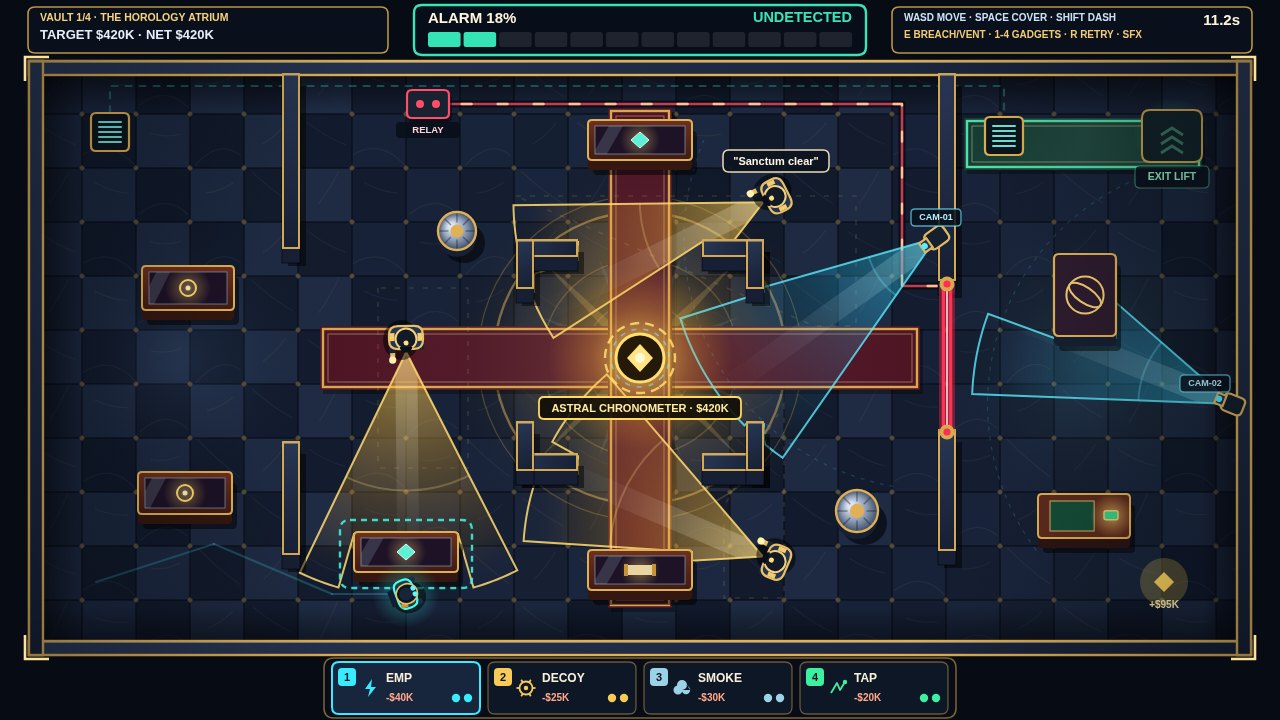 VAULT 1/4 · THE HOROLOGY ATRIUM
TARGET $420K · NET $420K
ALARM 18%
UNDETECTED
WASD MOVE · SPACE COVER · SHIFT DASH
11.2s
E BREACH/VENT · 1-4 GADGETS · R RETRY · SFX
RELAY
"Sanctum clear"
EXIT LIFT
CAM-01
CAM-02
ASTRAL CHRONOMETER · $420K
+$95K
1
EMP
-$40K
2
DECOY
-$25K
3
SMOKE
-$30K
4
TAP
-$20K